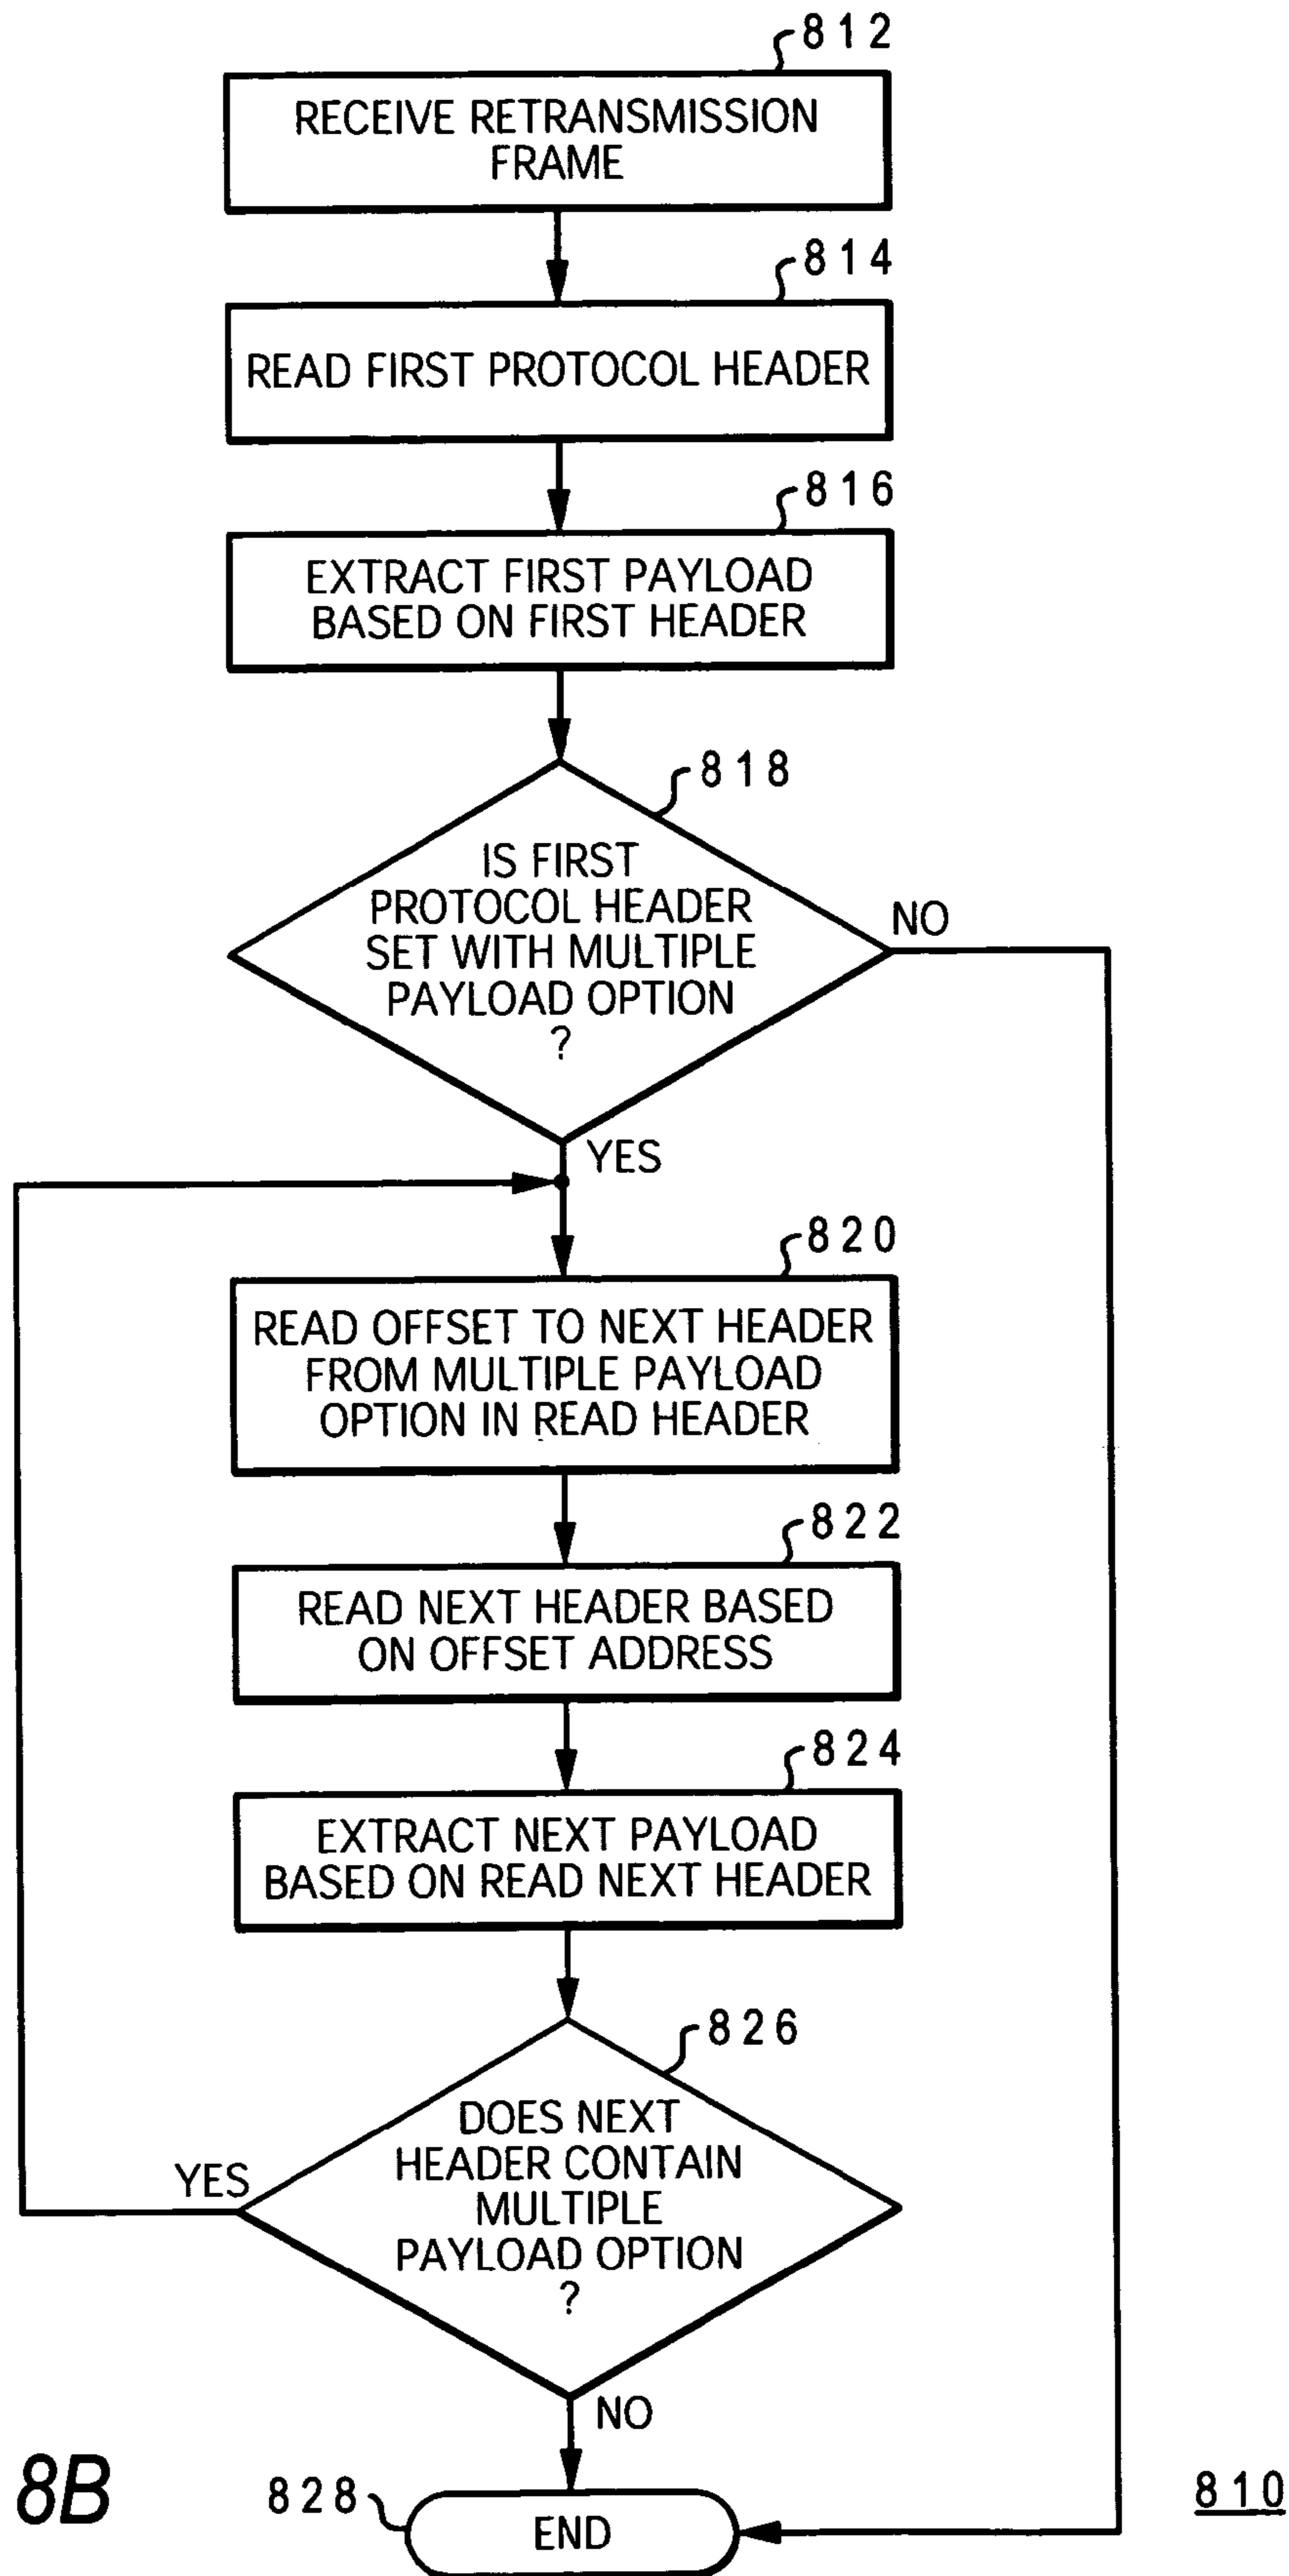 812
RECEIVE RETRANSMISSION
FRAME
814
READ FIRST PROTOCOL HEADER
816
EXTRACT FIRST PAYLOAD
BASED ON FIRST HEADER
818
IS FIRST
PROTOCOL HEADER
SET WITH MULTIPLE
PAYLOAD OPTION
?
NO
YES
820
READ OFFSET TO NEXT HEADER
FROM MULTIPLE PAYLOAD
OPTION IN READ HEADER
822
READ NEXT HEADER BASED
ON OFFSET ADDRESS
824
EXTRACT NEXT PAYLOAD
BASED ON READ NEXT HEADER
826
DOES NEXT
HEADER CONTAIN
MULTIPLE
PAYLOAD OPTION
?
YES
NO
8B
828
END
810